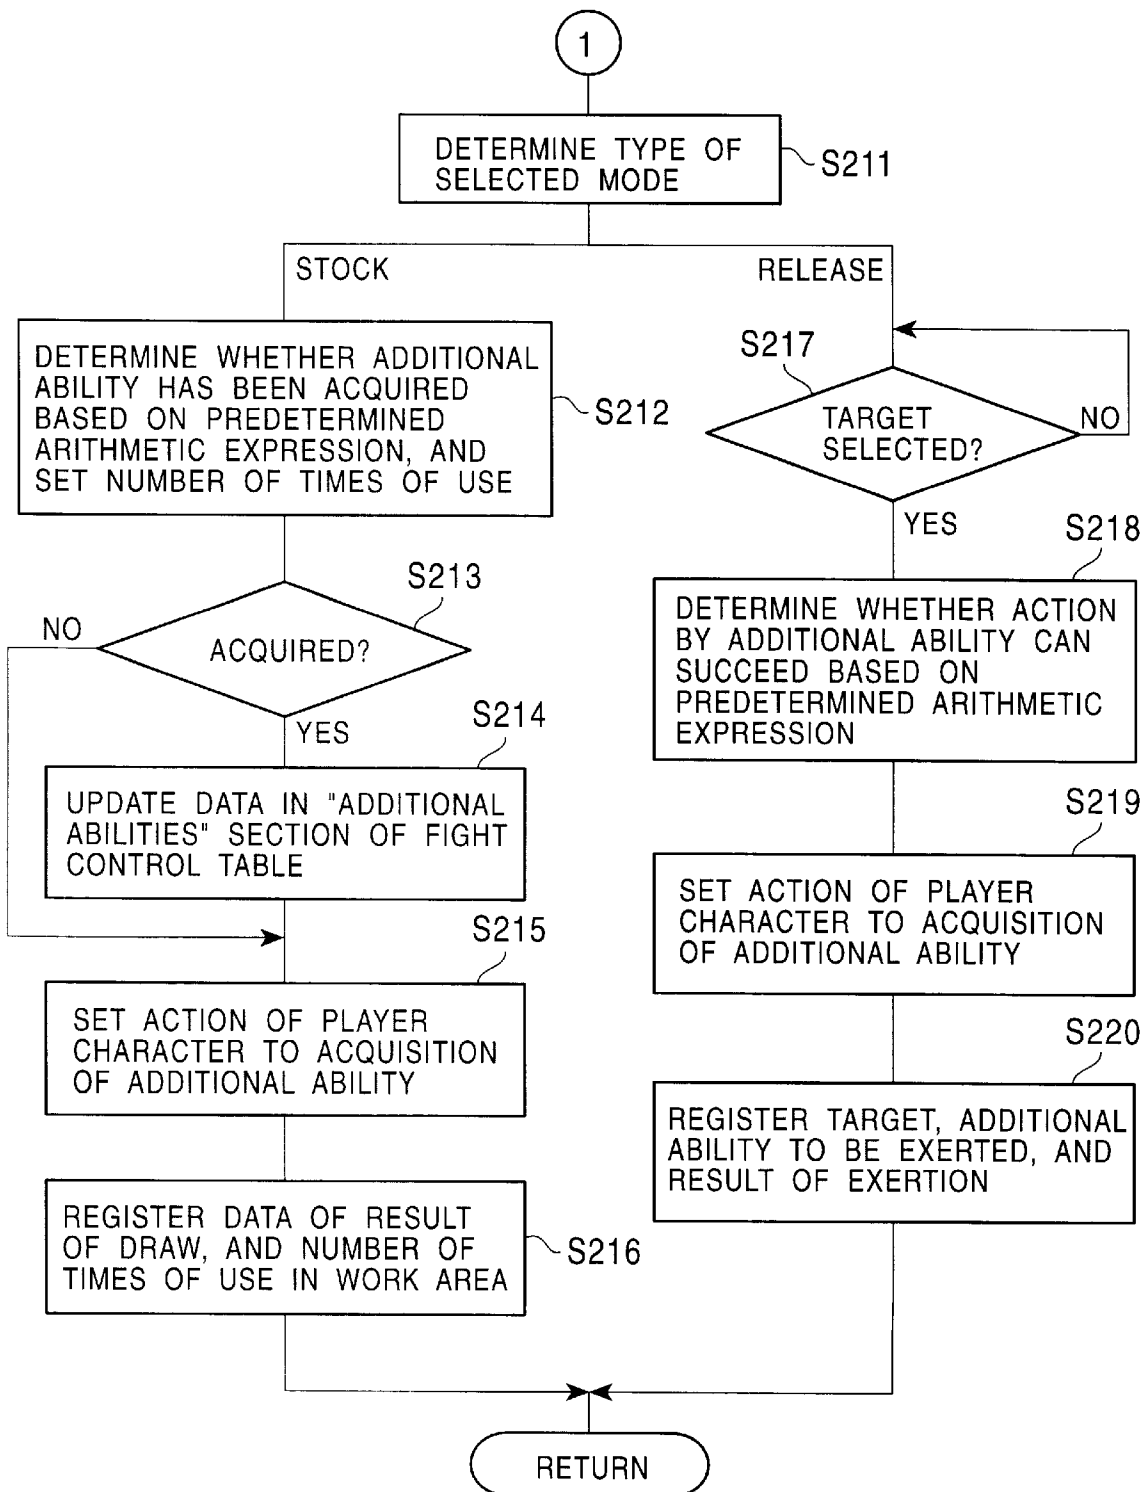 1
DETERMINE TYPE OF
SELECTED MODE
S211
STOCK
DETERMINE WHETHER ADDITIONAL
ABILITY HAS BEEN ACQUIRED
BASED ON PREDETERMINED
ARITHMETIC EXPRESSION, AND
SET NUMBER OF TIMES OF USE
S212
S213
ACQUIRED?
NO
YES
S214
UPDATE DATA IN "ADDITIONAL
ABILITIES" SECTION OF FIGHT
CONTROL TABLE
S215
SET ACTION OF PLAYER
CHARACTER TO ACQUISITION
OF ADDITIONAL ABILITY
REGISTER DATA OF RESULT
OF DRAW, AND NUMBER OF
TIMES OF USE IN WORK AREA
S216
RELEASE
S217
TARGET
SELECTED?
NO
YES
S218
DETERMINE WHETHER ACTION
BY ADDITIONAL ABILITY CAN
SUCCEED BASED ON
PREDETERMINED ARITHMETIC
EXPRESSION
S219
SET ACTION OF PLAYER
CHARACTER TO ACQUISITION
OF ADDITIONAL ABILITY
S220
REGISTER TARGET, ADDITIONAL
ABILITY TO BE EXERTED, AND
RESULT OF EXERTION
RETURN